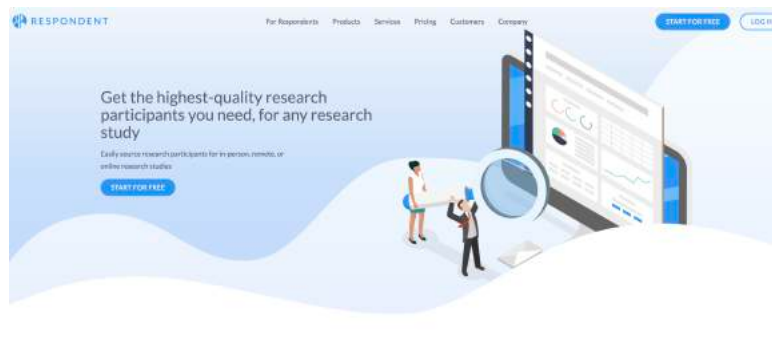 RESPONDENT
For Respondents Products Services Pricing Customers Company
START FOR FREE
LOG IN
Get the highest-quality research
participants you need, for any research
study
Easily source research participants for in-person, remote, or
online research studies
START FOR FREE